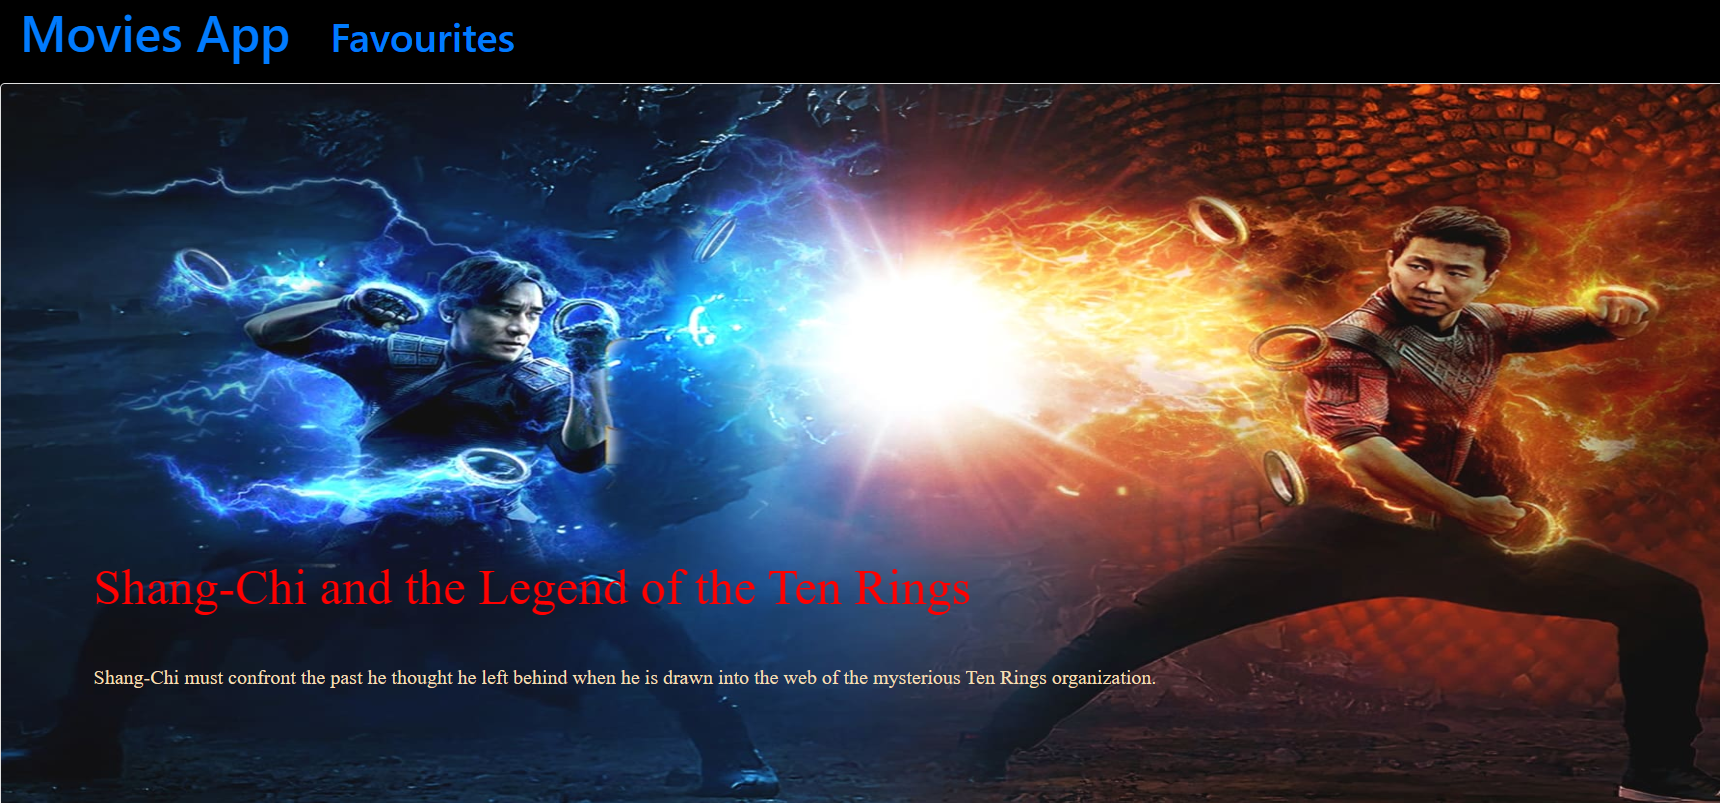 Movies App Favourites
Shang-Chi and the Legend of the Ten Rings
Shang-Chi must confront the past he thought he left behind when he is drawn into the web of the mysterious Ten Rings organization.